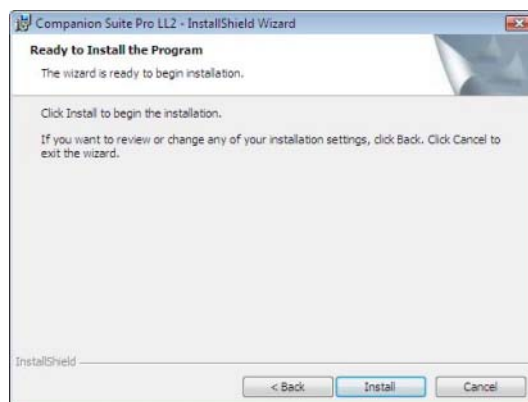 Companion Suite Pro LL2 - InstallShield Wizard
Ready to Install the Program
The wizard is ready to begin installation.
Click Install to begin the installation.
If you want to review or change any of your installation settings, click Back. Click Cancel to
exit the wizard.
InstallShield
< Back
Install
Cancel